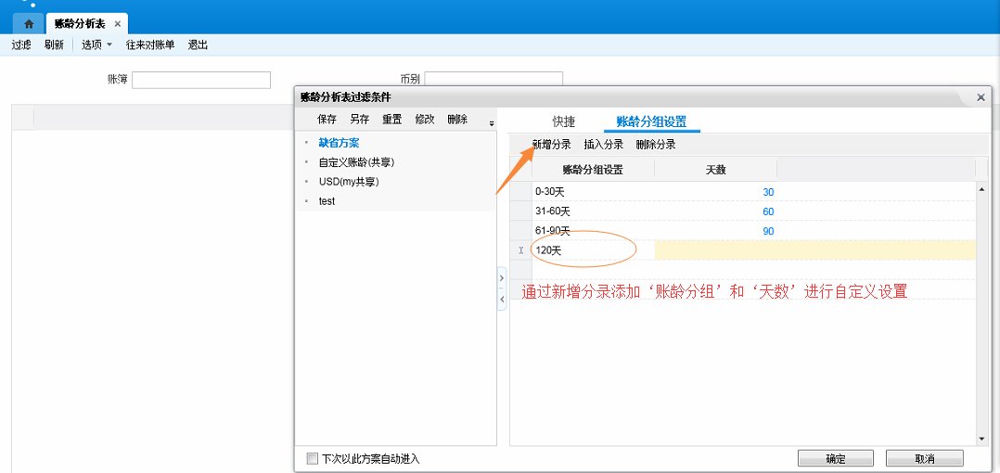 账龄分析表 ×
过滤 刷新 选项 往来对账单 退出
账簿 币别
账龄分析表过滤条件
保存 另存 重置 修改 删除
快捷 账龄分组设置
新增分录 插入分录 删除分录
缺省方案
自定义账龄(共享)
USD(my共享)
test
账龄分组设置 天数
0-30天 30
31-60天 60
61-90天 90
120天
通过新增分录添加‘账龄分组’和‘天数’进行自定义设置
下次以此方案自动进入
确定 取消